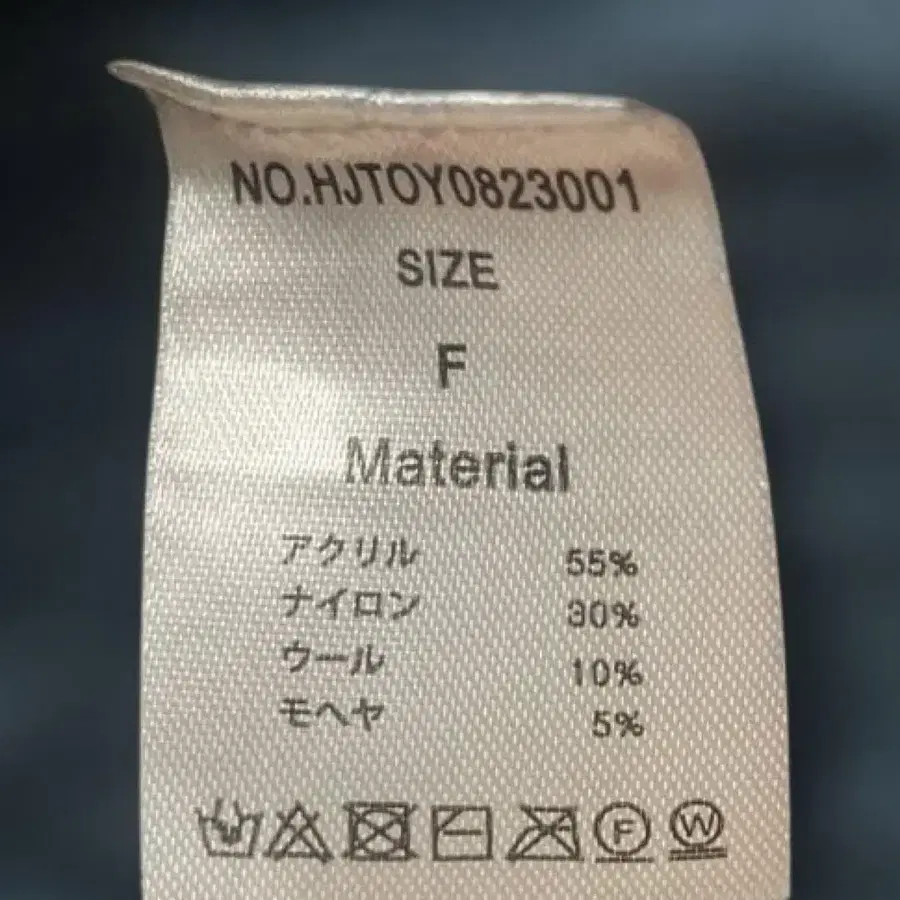 NO.HJTOY0823001
SIZE
F
Material
アクリル 55%
ナイロン 30%
ウール 10%
モヘヤ 5%
F W